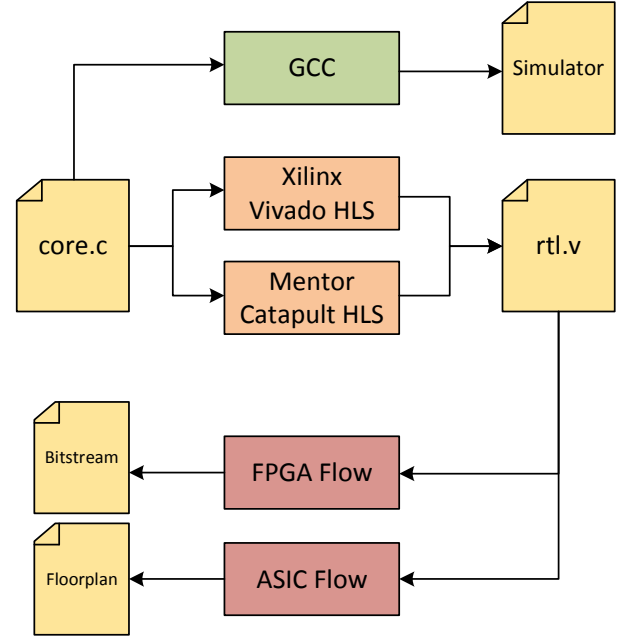 GCC
Simulator
Xilinx
Vivado HLS
core.c
rtl.v
Mentor
Catapult HLS
Bitstream
FPGA Flow
Floorplan
ASIC Flow